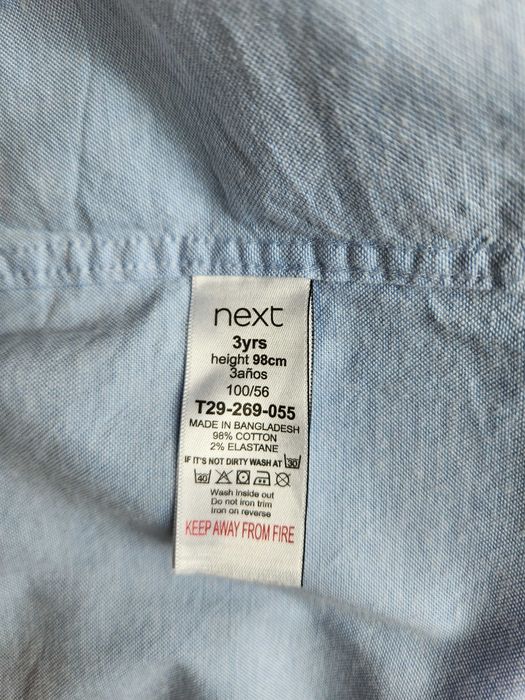 next
3yrs
height 98cm
3años
100/56
T29-269-055
MADE IN BANGLADESH
98% COTTON
2% ELASTANE
IF IT'S NOT DIRTY WASH AT 30
40
Wash inside out
Do not iron trim
Iron on reverse
KEEP AWAY FROM FIRE